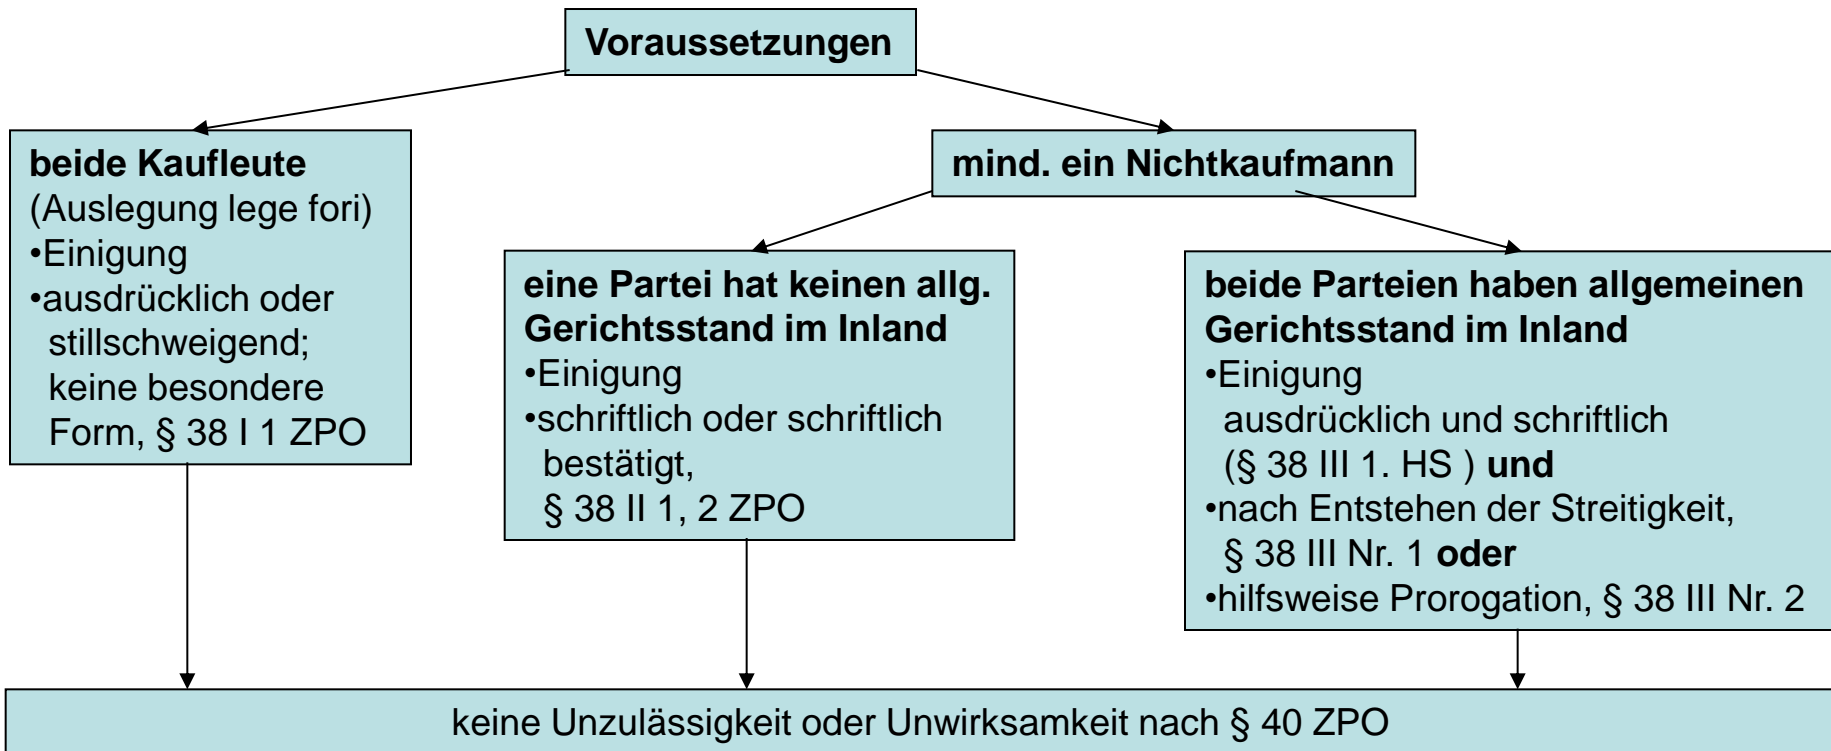 Voraussetzungen
beide Kaufleute
(Auslegung lege fori)
•Einigung
•ausdrücklich oder
stillschweigend;
keine besondere
Form, § 38 I 1 ZPO
mind. ein Nichtkaufmann
eine Partei hat keinen allg.
Gerichtsstand im Inland
•Einigung
•schriftlich oder schriftlich
bestätigt,
§ 38 II 1, 2 ZPO
beide Parteien haben allgemeinen
Gerichtsstand im Inland
•Einigung
ausdrücklich und schriftlich
(§ 38 III 1. HS ) und
•nach Entstehen der Streitigkeit,
§ 38 III Nr. 1 oder
•hilfsweise Prorogation, § 38 III Nr. 2
keine Unzulässigkeit oder Unwirksamkeit nach § 40 ZPO